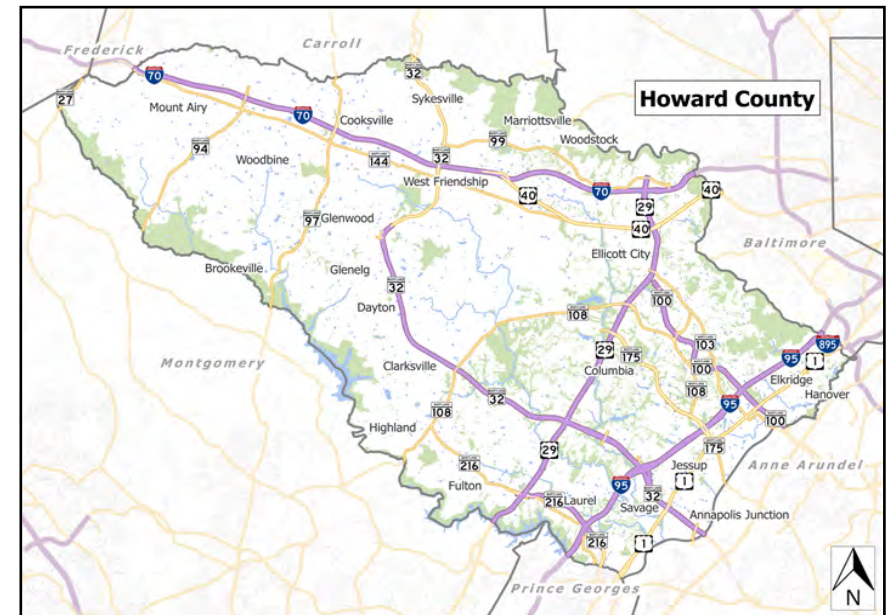 Frederick
Carroll
70
32
27
Mount Airy
Sykesville
Howard County
70
Cooksville
Marriottsville
94
99
Woodstock
Woodbine
144
32
West Friendship
70
40
40
29
97
Glenwood
40
Baltimore
Brookeville
Glenelg
Ellicott City
32
100
Dayton
108
Montgomery
29
175
103
895
95
1
Clarksville
Columbia
100
Elkridge
32
108
Hanover
108
95
100
Highland
29
175
216
Jessup
Anne Arundel
Fulton
95
1
32
216
Laurel
Savage
Annapolis Junction
216
1
Prince Georges
N